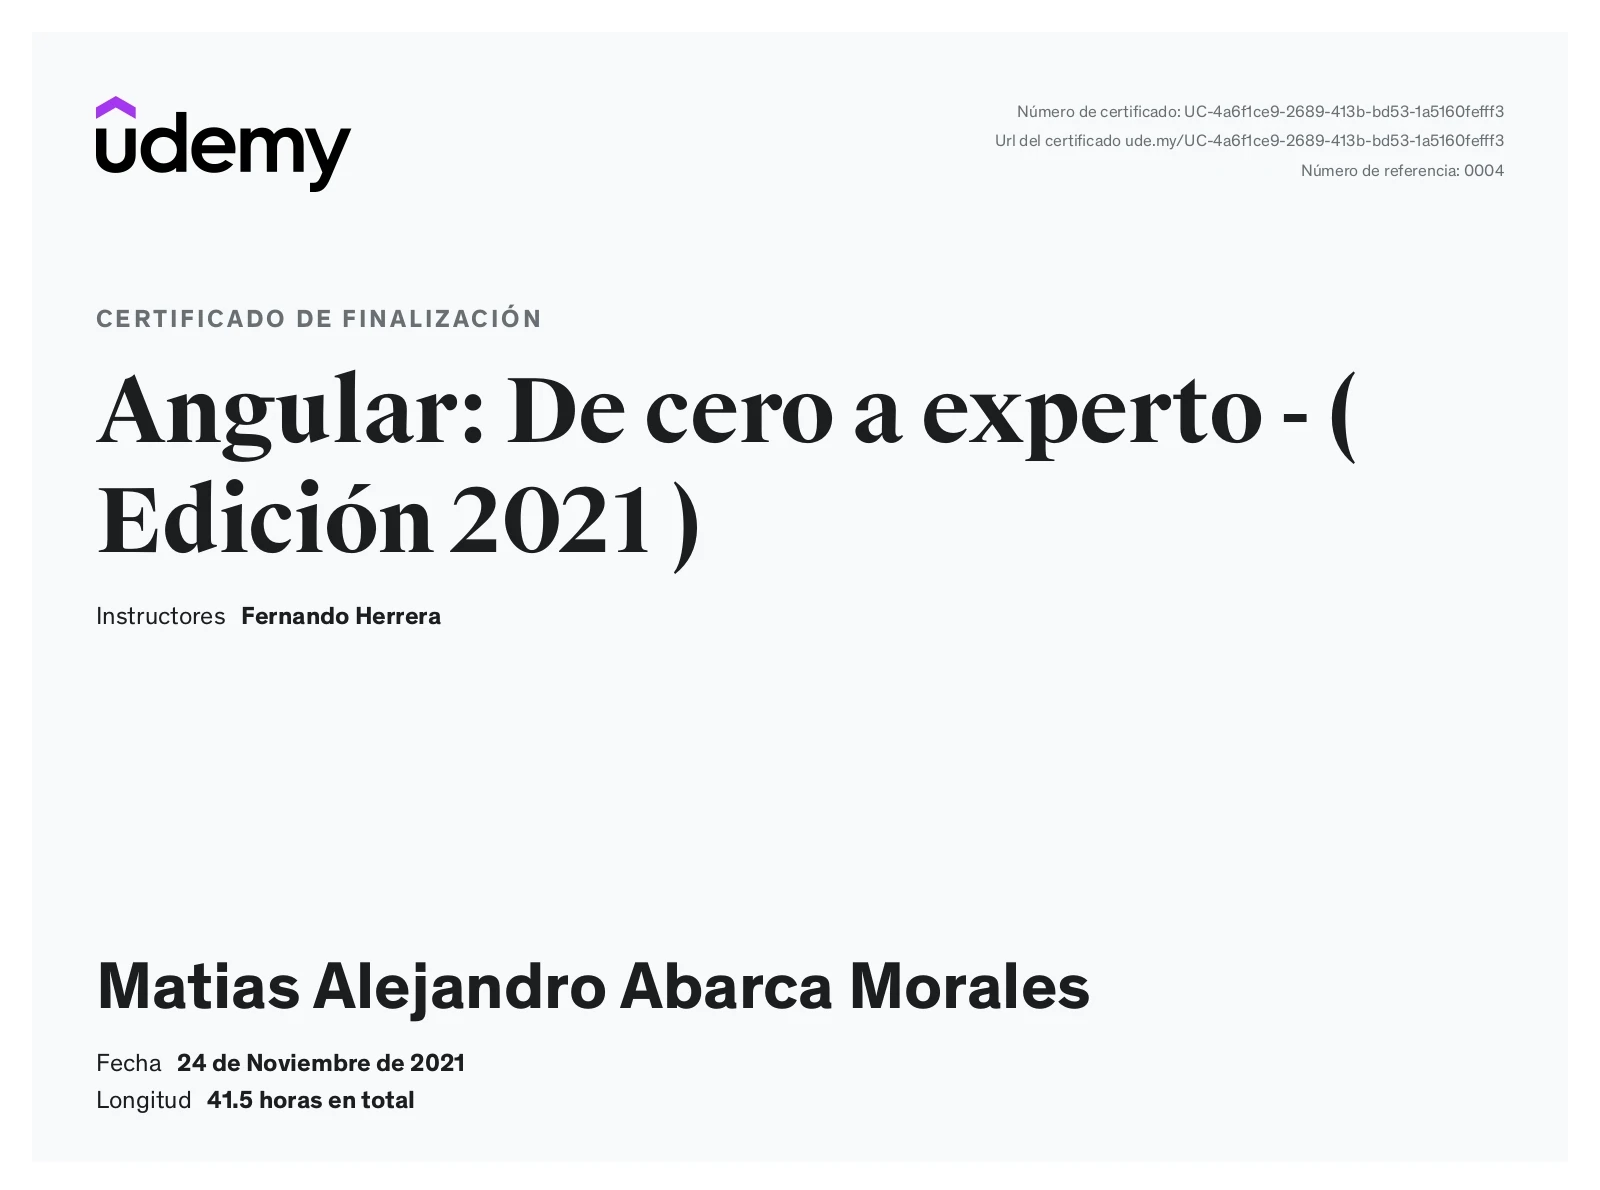 udemy
Número de certificado: UC-4a6f1ce9-2689-413b-bd53-1a5160fefff3
Url del certificado ude.my/UC-4a6f1ce9-2689-413b-bd53-1a5160fefff3
Número de referencia: 0004
CERTIFICADO DE FINALIZACIÓN
Angular: De cero a experto - (
Edición 2021 )
Instructores Fernando Herrera
Matias Alejandro Abarca Morales
Fecha 24 de Noviembre de 2021
Longitud 41.5 horas en total